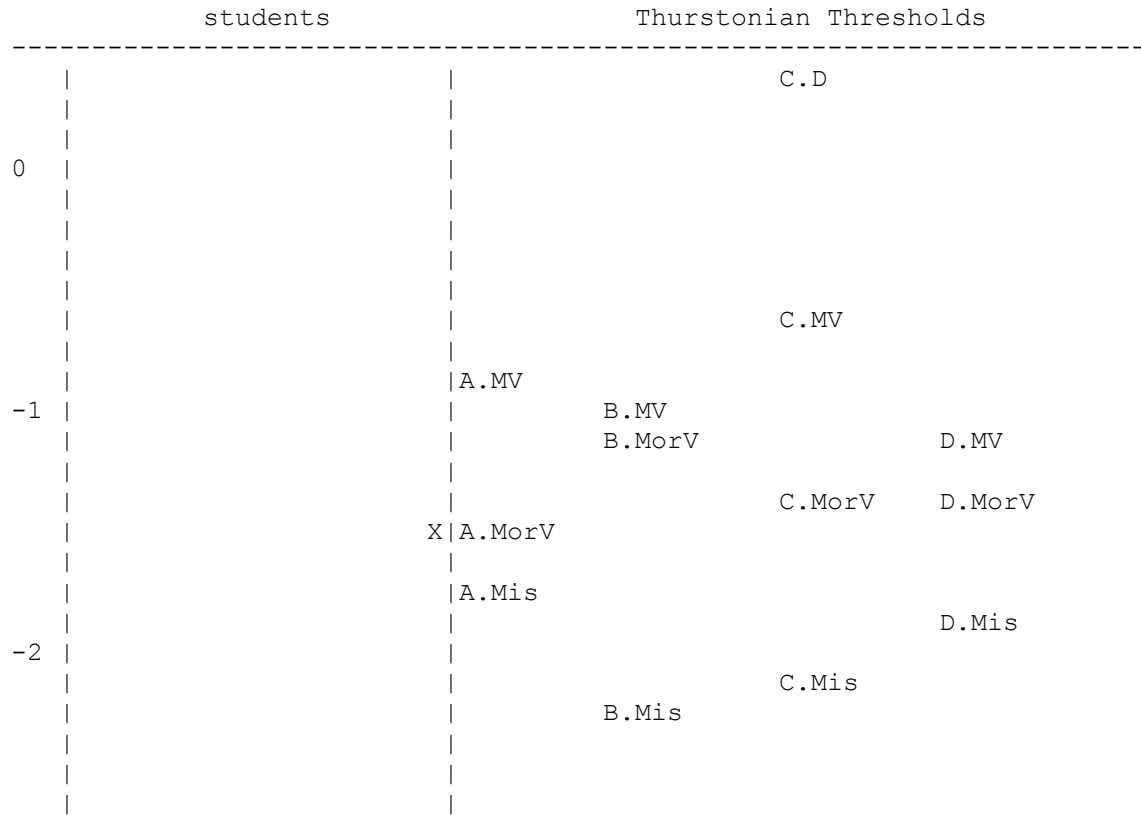 students Thurstonian Thresholds
--------------------------------------------------------------------------
| | C.D
| |
| |
0 | |
| |
| |
| |
| |
| | C.MV
| |
| |A.MV
-1 | | B.MV
| | B.MorV D.MV
| |
| | C.MorV D.MorV
| X|A.MorV
| |
| |A.Mis
| | D.Mis
-2 | |
| | C.Mis
| | B.Mis
| |
| |
| |